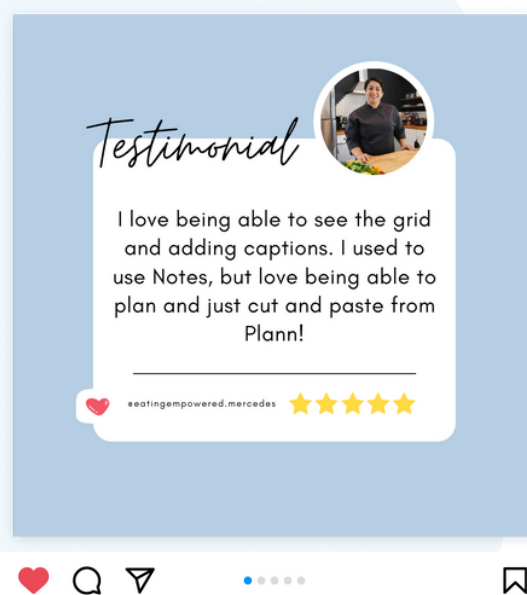 Testimonial
I love being able to see the grid
and adding captions. I used to
use Notes, but love being able to
plan and just cut and paste from
Plann!
#eatingempowered.mercedes